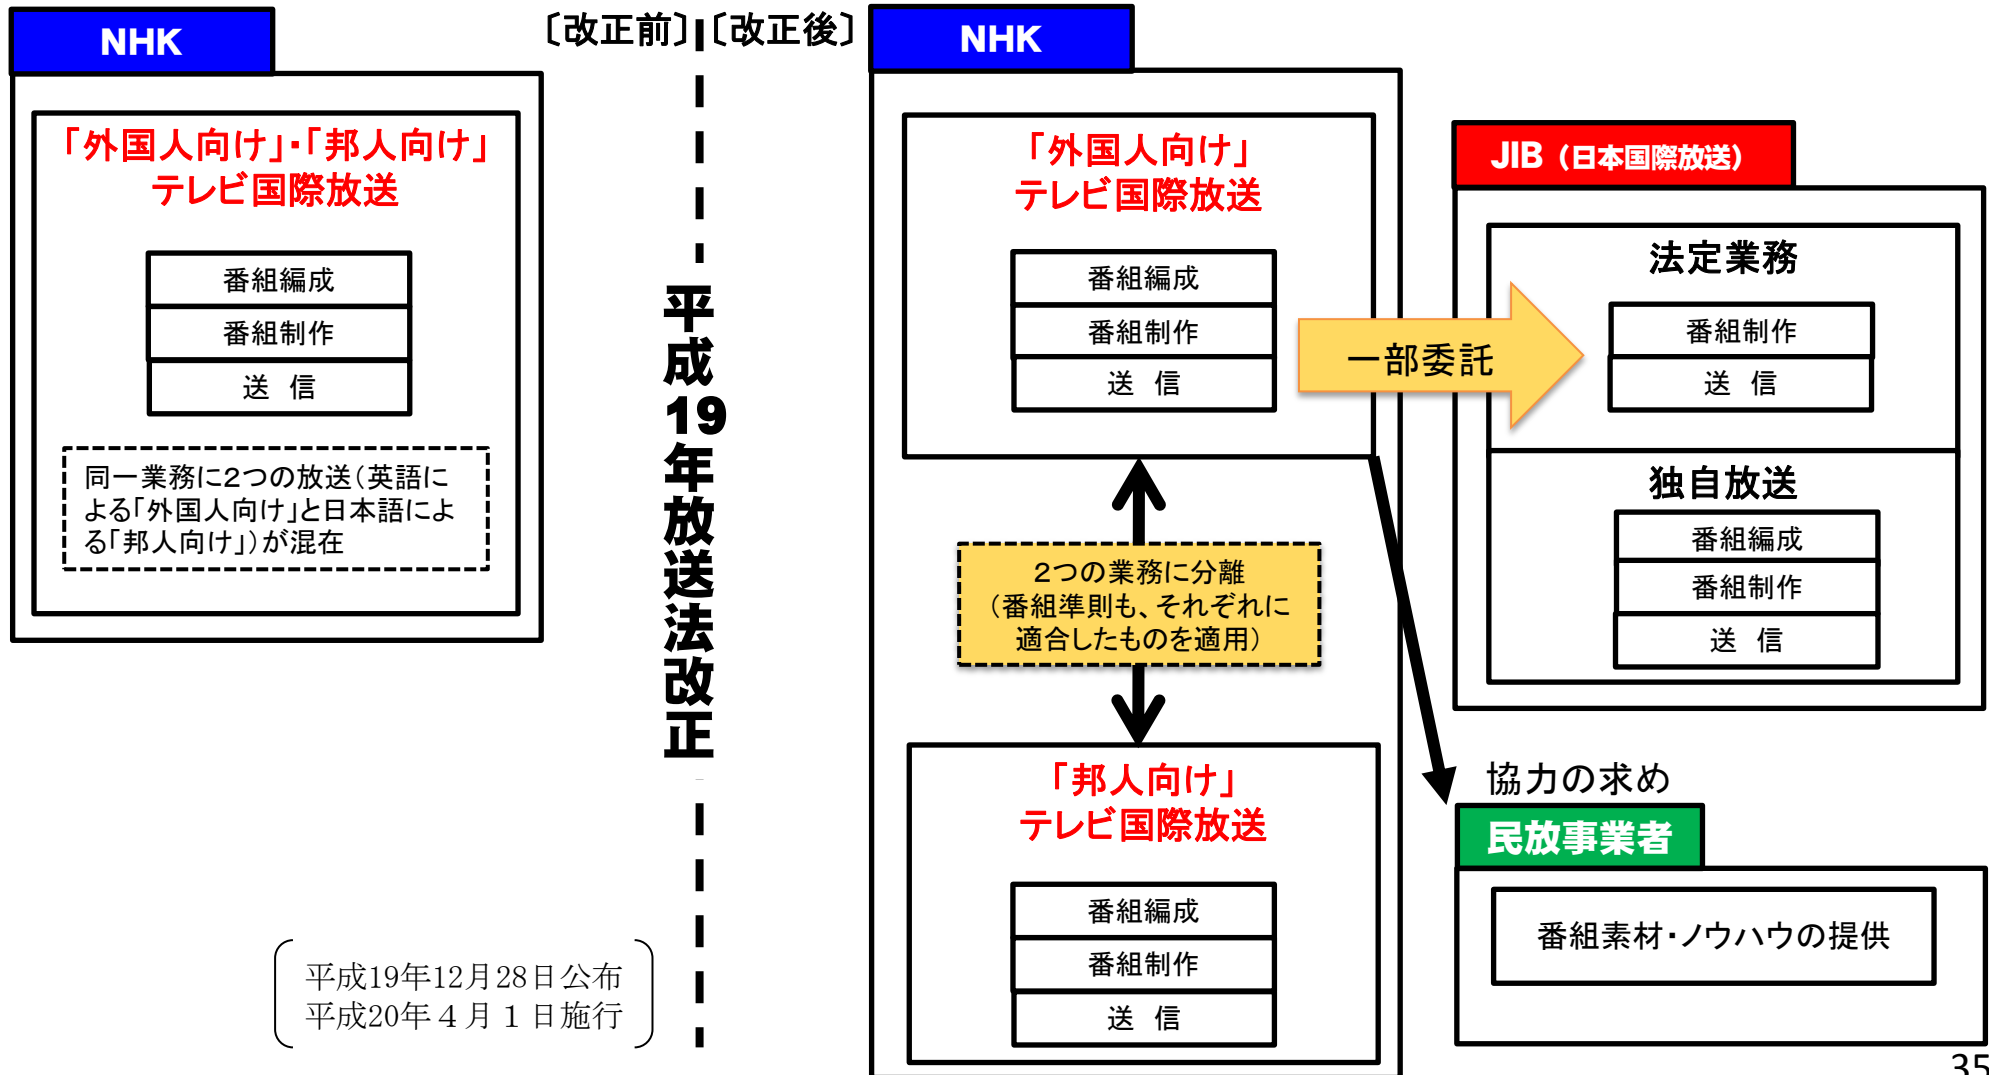 NHK
「外国人向け」・「邦人向け」
テレビ国際放送
番組編成
番組制作
送 信
同一業務に2つの放送(英語に
よる「外国人向け」と日本語によ
る「邦人向け」)が混在
〔改正前〕
〔改正後〕
平成19年放送法改正
平成19年12月28日公布
平成20年4月1日施行
NHK
「外国人向け」
テレビ国際放送
番組編成
番組制作
送 信
2つの業務に分離
(番組準則も、それぞれに
適合したものを適用)
「邦人向け」
テレビ国際放送
番組編成
番組制作
送 信
一部委託
JIB(日本国際放送)
法定業務
番組制作
送 信
独自放送
番組編成
番組制作
送 信
協力の求め
民放事業者
番組素材・ノウハウの提供
35